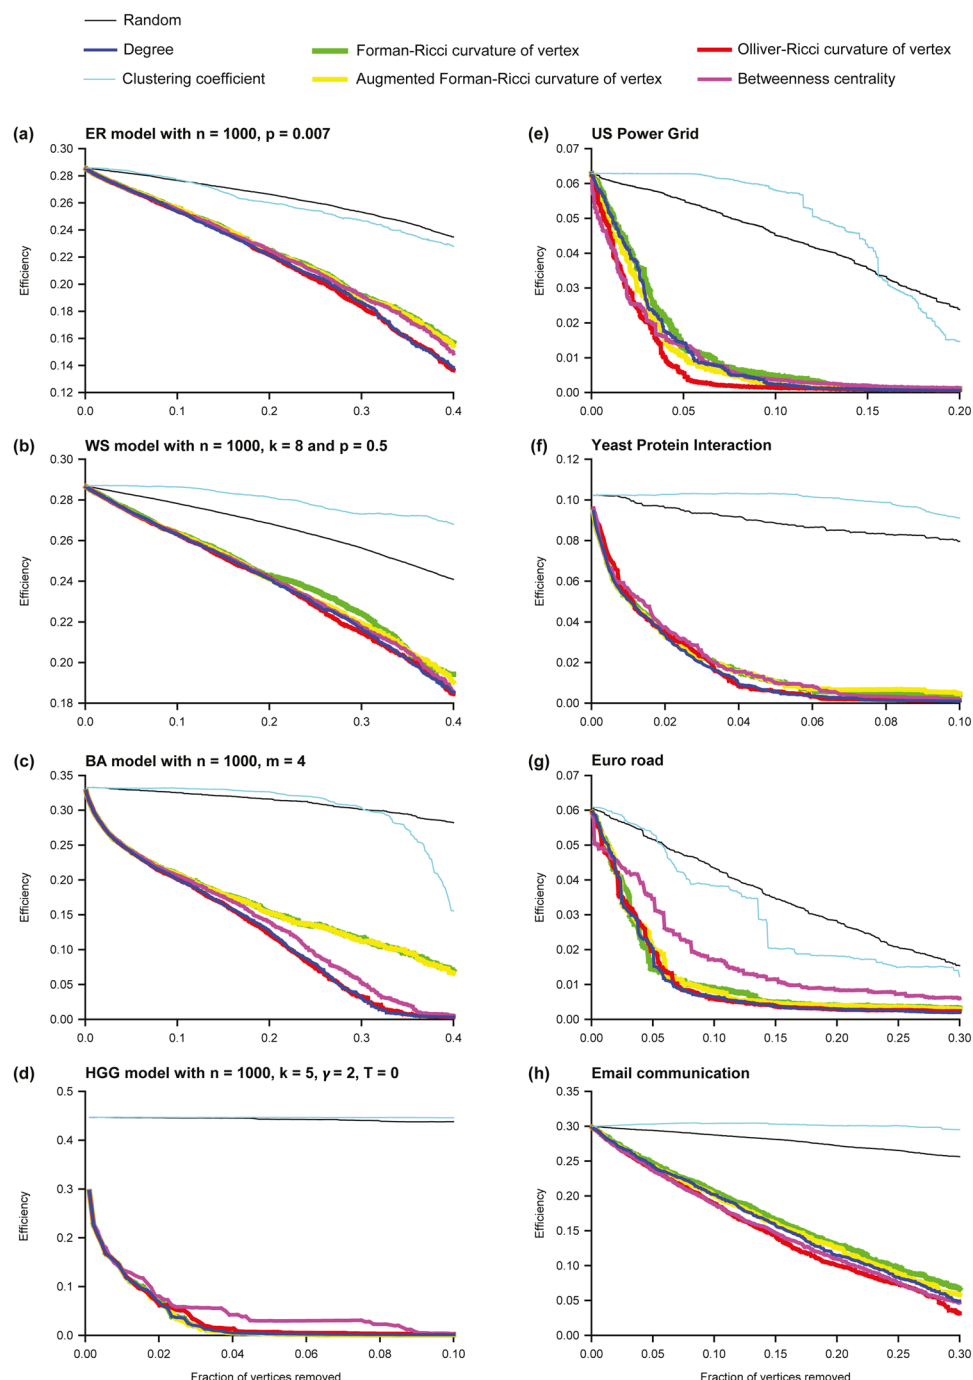 Random
Degree
Forman-Ricci curvature of vertex
Olliver-Ricci curvature of vertex
Clustering coefficient
Augmented Forman-Ricci curvature of vertex
Betweenness centrality
(a) ER model with n = 1000, p = 0.007
0.30
0.28
0.26
0.24
0.22
0.20
0.18
0.16
0.14
0.12
Efficiency
0.0 0.1 0.2 0.3 0.4
(e) US Power Grid
0.07
0.06
0.05
0.04
0.03
0.02
0.01
0.00
Efficiency
0.00 0.05 0.10 0.15 0.20
(b) WS model with n = 1000, k = 8 and p = 0.5
0.30
0.28
0.26
0.24
0.22
0.20
0.18
Efficiency
0.0 0.1 0.2 0.3 0.4
(f) Yeast Protein Interaction
0.12
0.10
0.08
0.06
0.04
0.02
0.00
Efficiency
0.00 0.02 0.04 0.06 0.08 0.10
(c) BA model with n = 1000, m = 4
0.35
0.30
0.25
0.20
0.15
0.10
0.05
0.00
Efficiency
0.0 0.1 0.2 0.3 0.4
(g) Euro road
0.07
0.06
0.05
0.04
0.03
0.02
0.01
0.00
Efficiency
0.00 0.05 0.10 0.15 0.20 0.25 0.30
(d) HGG model with n = 1000, k = 5, γ = 2, T = 0
0.5
0.4
0.3
0.2
0.1
0.0
Efficiency
0.00 0.02 0.04 0.06 0.08 0.10
Fraction of vertices removed
(h) Email communication
0.35
0.30
0.25
0.20
0.15
0.10
0.05
0.00
Efficiency
0.00 0.05 0.10 0.15 0.20 0.25 0.30
Fraction of vertices removed